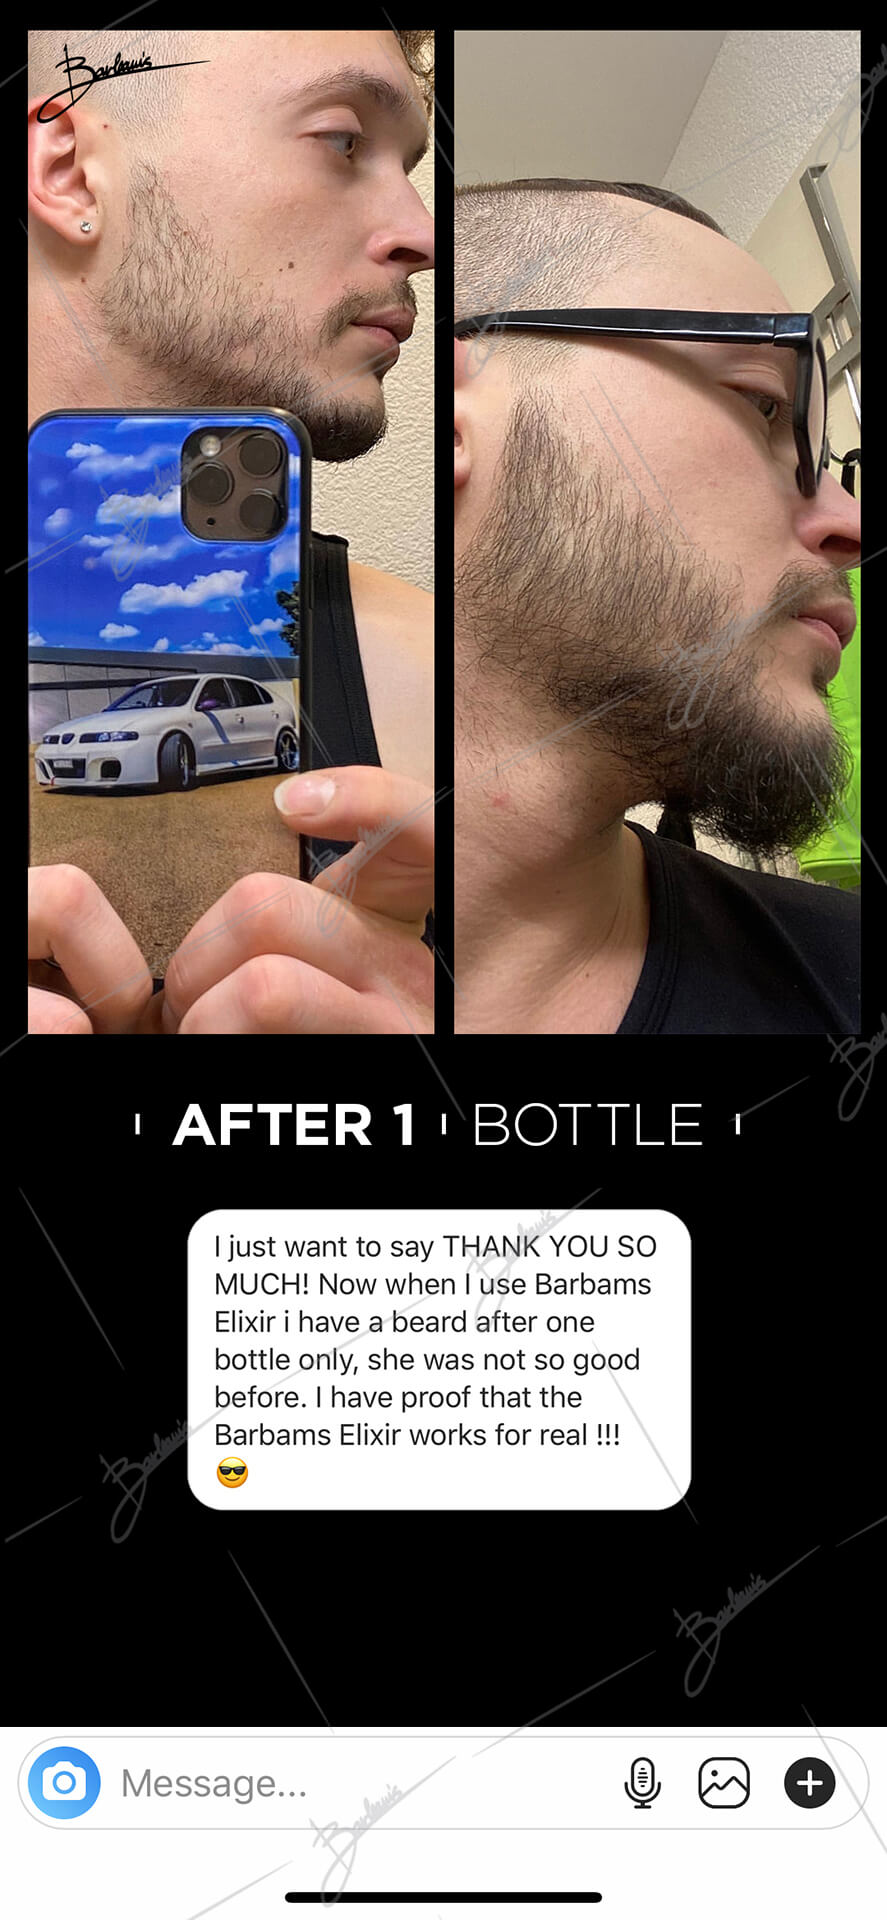 Barbam's
AFTER 1 BOTTLE
I just want to say THANK YOU SO
MUCH! Now when I use Barbams
Elixir i have a beard after one
bottle only, she was not so good
before. I have proof that the
Barbams Elixir works for real !!!
😎
Message...